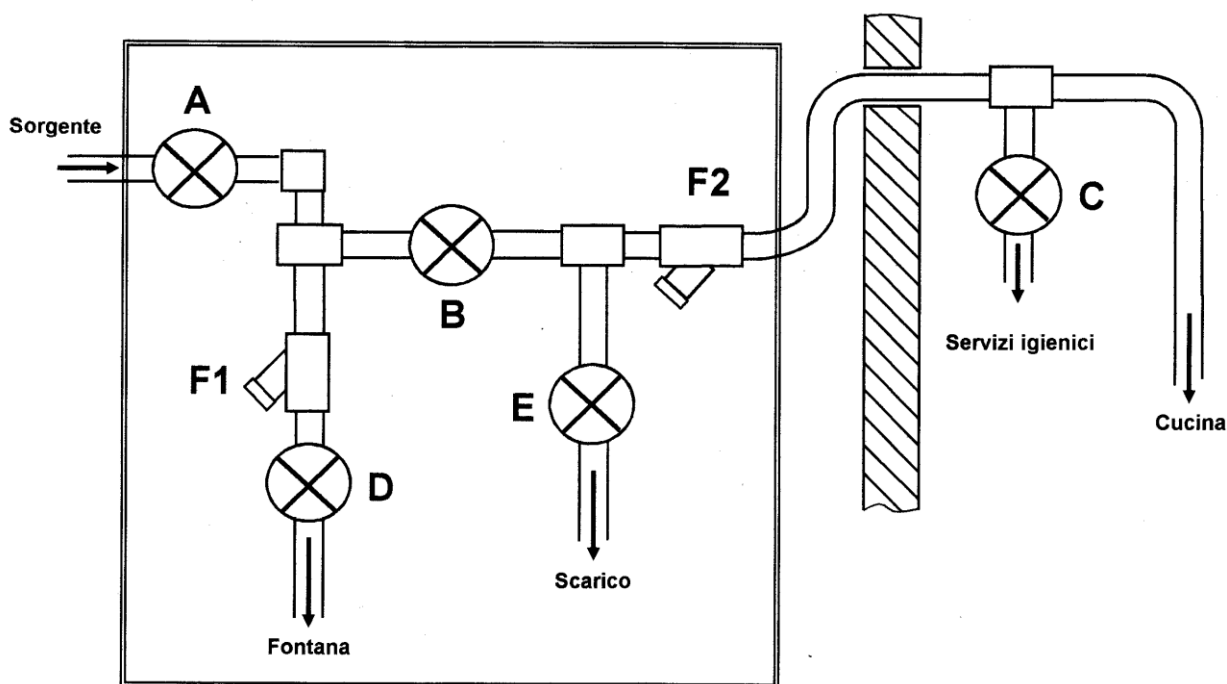 A
Sorgente
F2
C
B
Servizi igienici
F1
E
Cucina
D
Scarico
Fontana